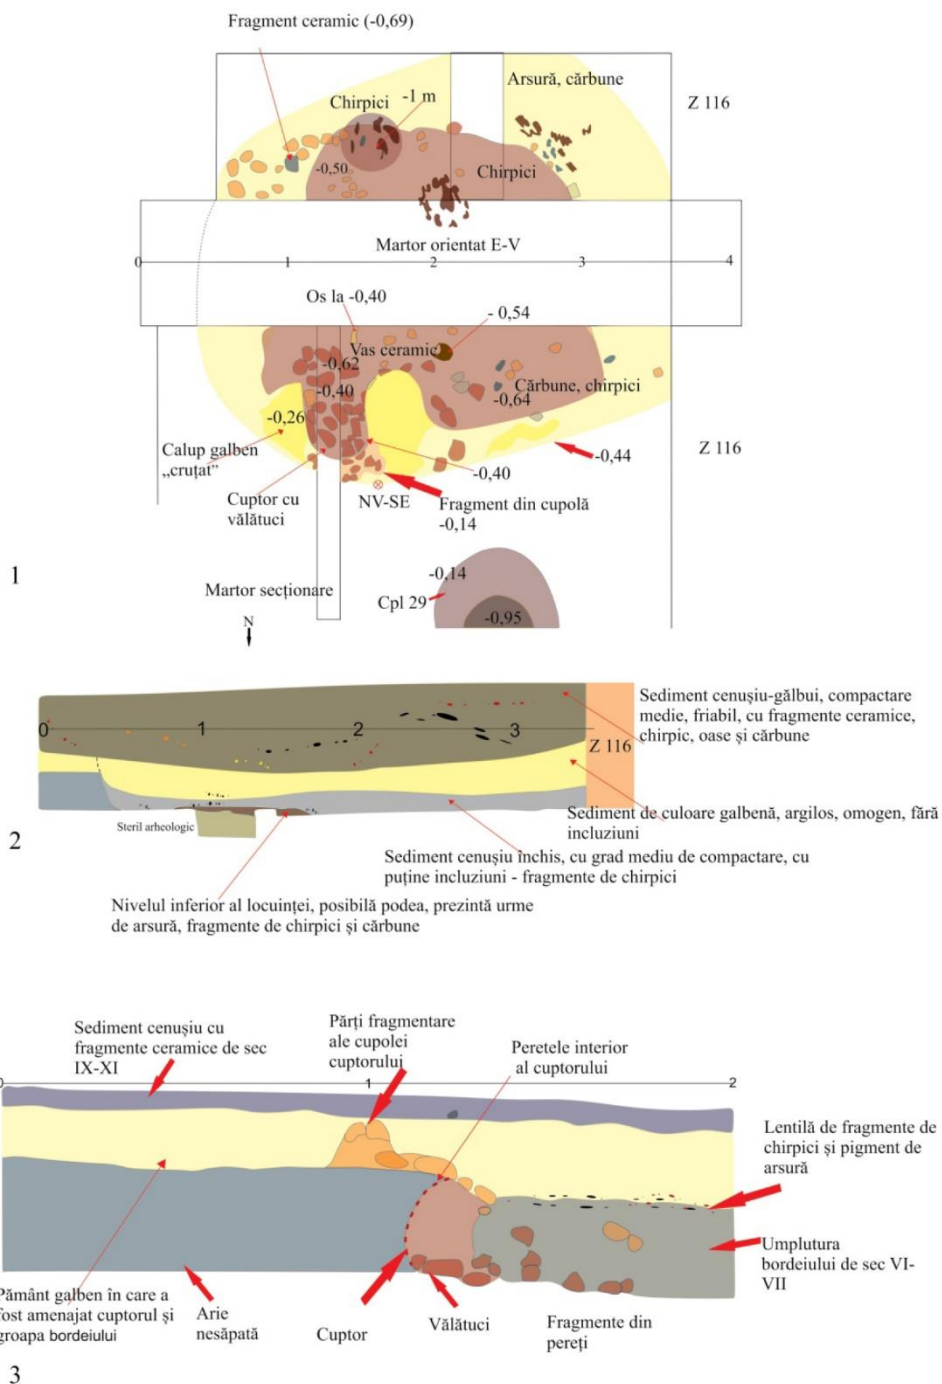 Fragment ceramic (-0,69)
Arsură, cărbune
Chirpici
-1 m
Z 116
-0,50
Chirpici
Martor orientat E-V
0
1
2
3
4
Os la -0,40
- 0,54
Vas ceramic
-0,62
-0,40
Cărbune, chirpici
-0,64
-0,26
Calup galben
„cruțat”
-0,44
Z 116
-0,40
Cuptor cu
vălătuci
NV-SE
Fragment din cupolă
-0,14
1
-0,14
Martor secționare
Cpl 29
-0,95
N
Sediment cenușiu-gălbui, compactare
medie, friabil, cu fragmente ceramice,
chirpic, oase și cărbune
0
1
2
3
Z 116
Sediment de culoare galbenă, argilos, omogen, fără
incluziuni
Steril arheologic
2
Sediment cenușiu închis, cu grad mediu de compactare, cu
puține incluziuni - fragmente de chirpici
Nivelul inferior al locuinței, posibilă podea, prezintă urme
de arsură, fragmente de chirpici și cărbune
Sediment cenușiu cu
fragmente ceramice de sec
IX-XI
Părți fragmentare
ale cupolei
cuptorului
Peretele interior
al cuptorului
1
2
Lentilă de fragmente de
chirpici și pigment de
arsură
Umplutura
bordeiului de sec VI-
VII
Pământ galben în care a
fost amenajat cuptorul și
groapa bordeiului
Arie
nesăpată
Cuptor
Vălătuci
Fragmente din
pereți
3